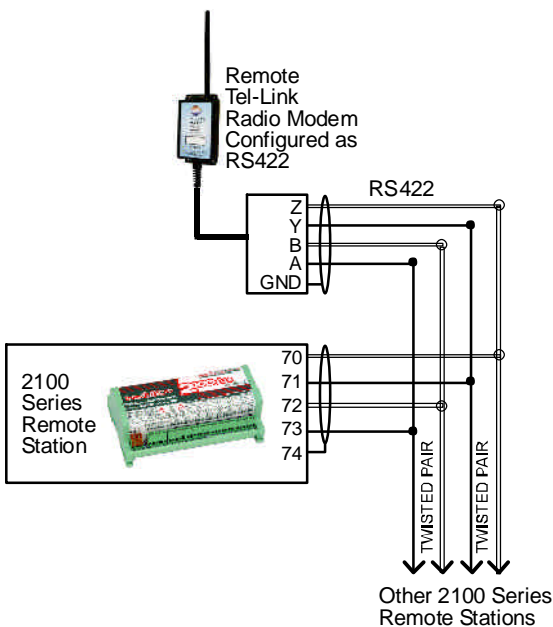 Remote
Tel-Link
Radio Modem
Configured as
RS422
RS422
Z
Y
B
A
GND
2100
Series
Remote
Station
70
71
72
73
74
TWISTED PAIR
TWISTED PAIR
Other 2100 Series
Remote Stations